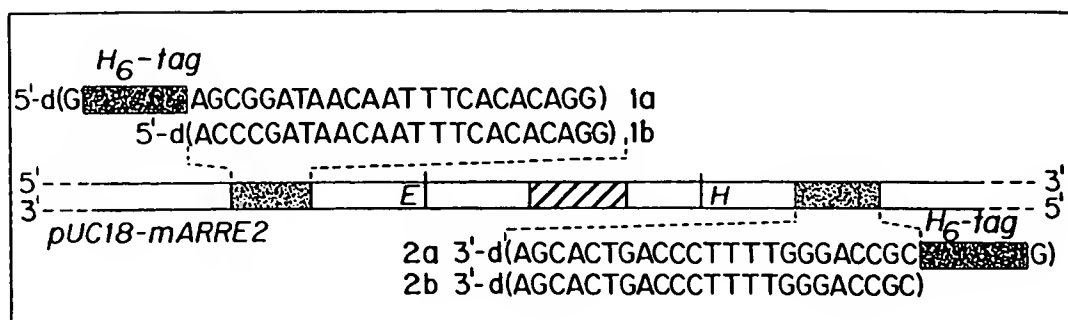 H₆-tag
5'-d(G AGCGGATAACAATTTCACACAGG) 1a
5'-d(ACCCGATAACAATTTCACACAGG) 1b
5' E H 3'
3' 5'
pUC18-mARRE2 H₆-tag
2a 3'-d(AGCACTGACCCTTTTGGGACCGC G)
2b 3'-d(AGCACTGACCCTTTTGGGACCGC)